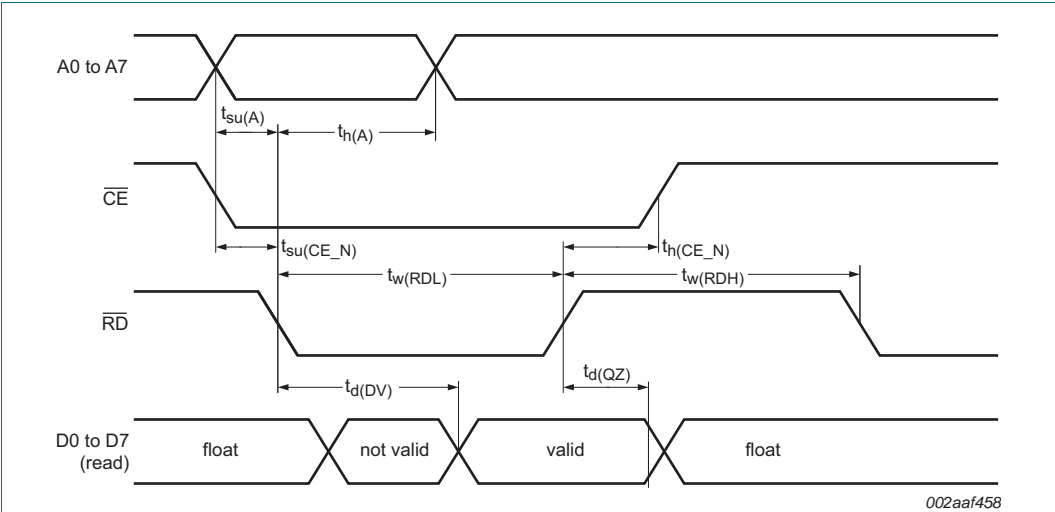 A0 to A7
tsu(A)
th(A)
CE
tsu(CE_N)
th(CE_N)
tw(RDL)
tw(RDH)
RD
td(DV)
td(QZ)
D0 to D7
(read)
float
not valid
valid
float
002aaf458